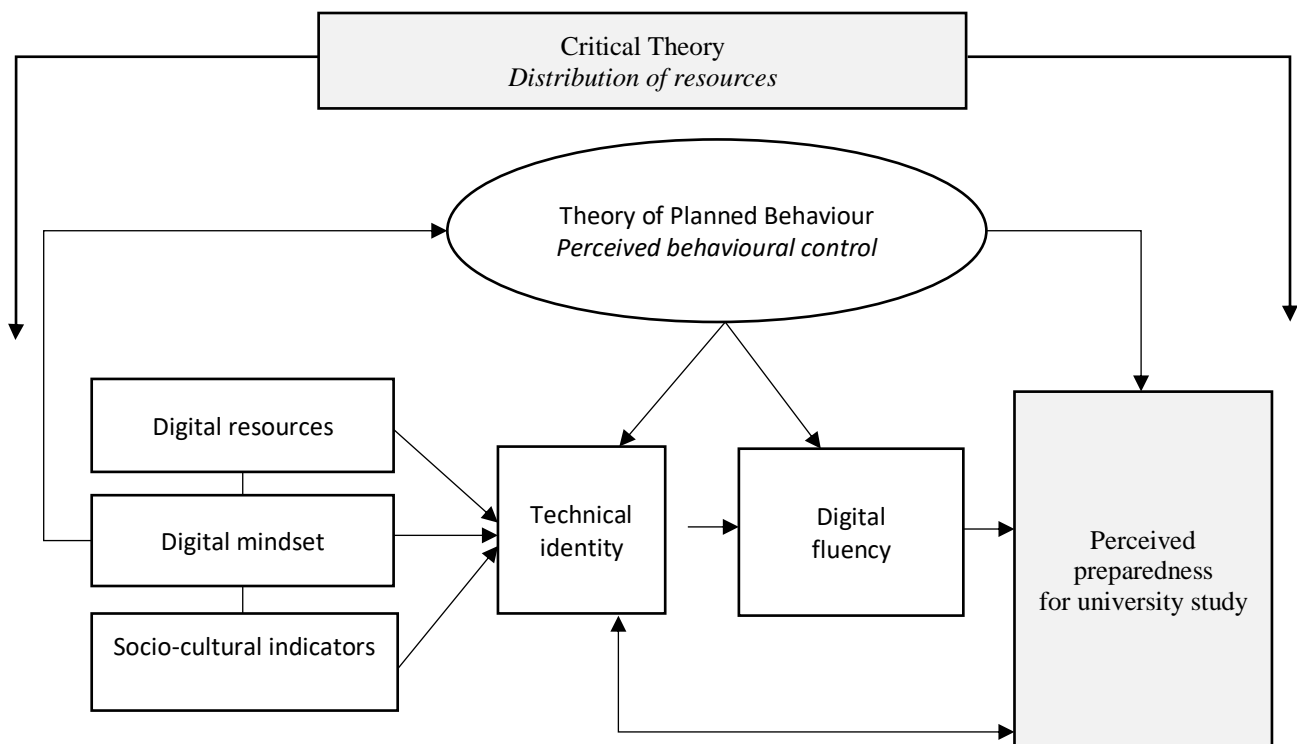 Critical Theory
Distribution of resources
Theory of Planned Behaviour
Perceived behavioural control
Digital resources
Digital mindset
Socio-cultural indicators
Technical
identity
Digital
fluency
Perceived
preparedness
for university study